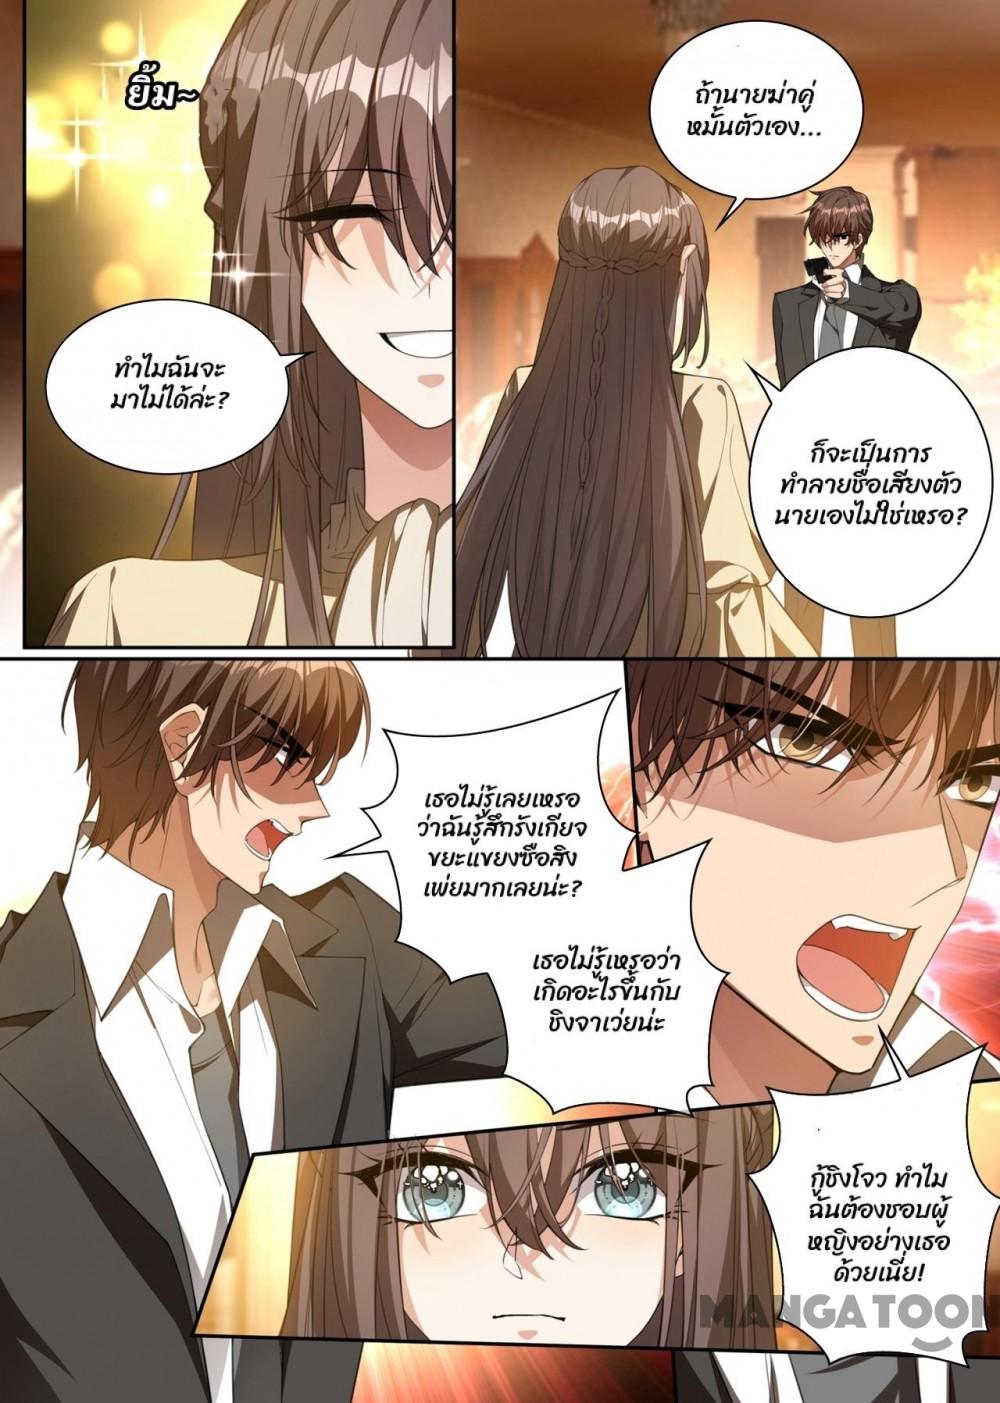 ยิ้ม~
ทำไมฉันจะ
มาไม่ได้ล่ะ?
ถ้านายฆ่าคู่
หมั้นตัวเอง...
ก็จะเป็นการ
ทำลายชื่อเสียงตัว
นายเองไม่ใช่เหรอ?
เธอไม่รู้เลยเหรอ
ว่าฉันรู้สึกรังเกียจ
ขยะแขยงซือสิง
เพ่ยมากเลยน่ะ?
เธอไม่รู้เหรอว่า
เกิดอะไรขึ้นกับ
ชิงจาเว่ยน่ะ
กู้ชิงโจว ทำไม
ฉันต้องชอบผู้
หญิงอย่างเธอ
ด้วยเนี่ย!
MANGATOON